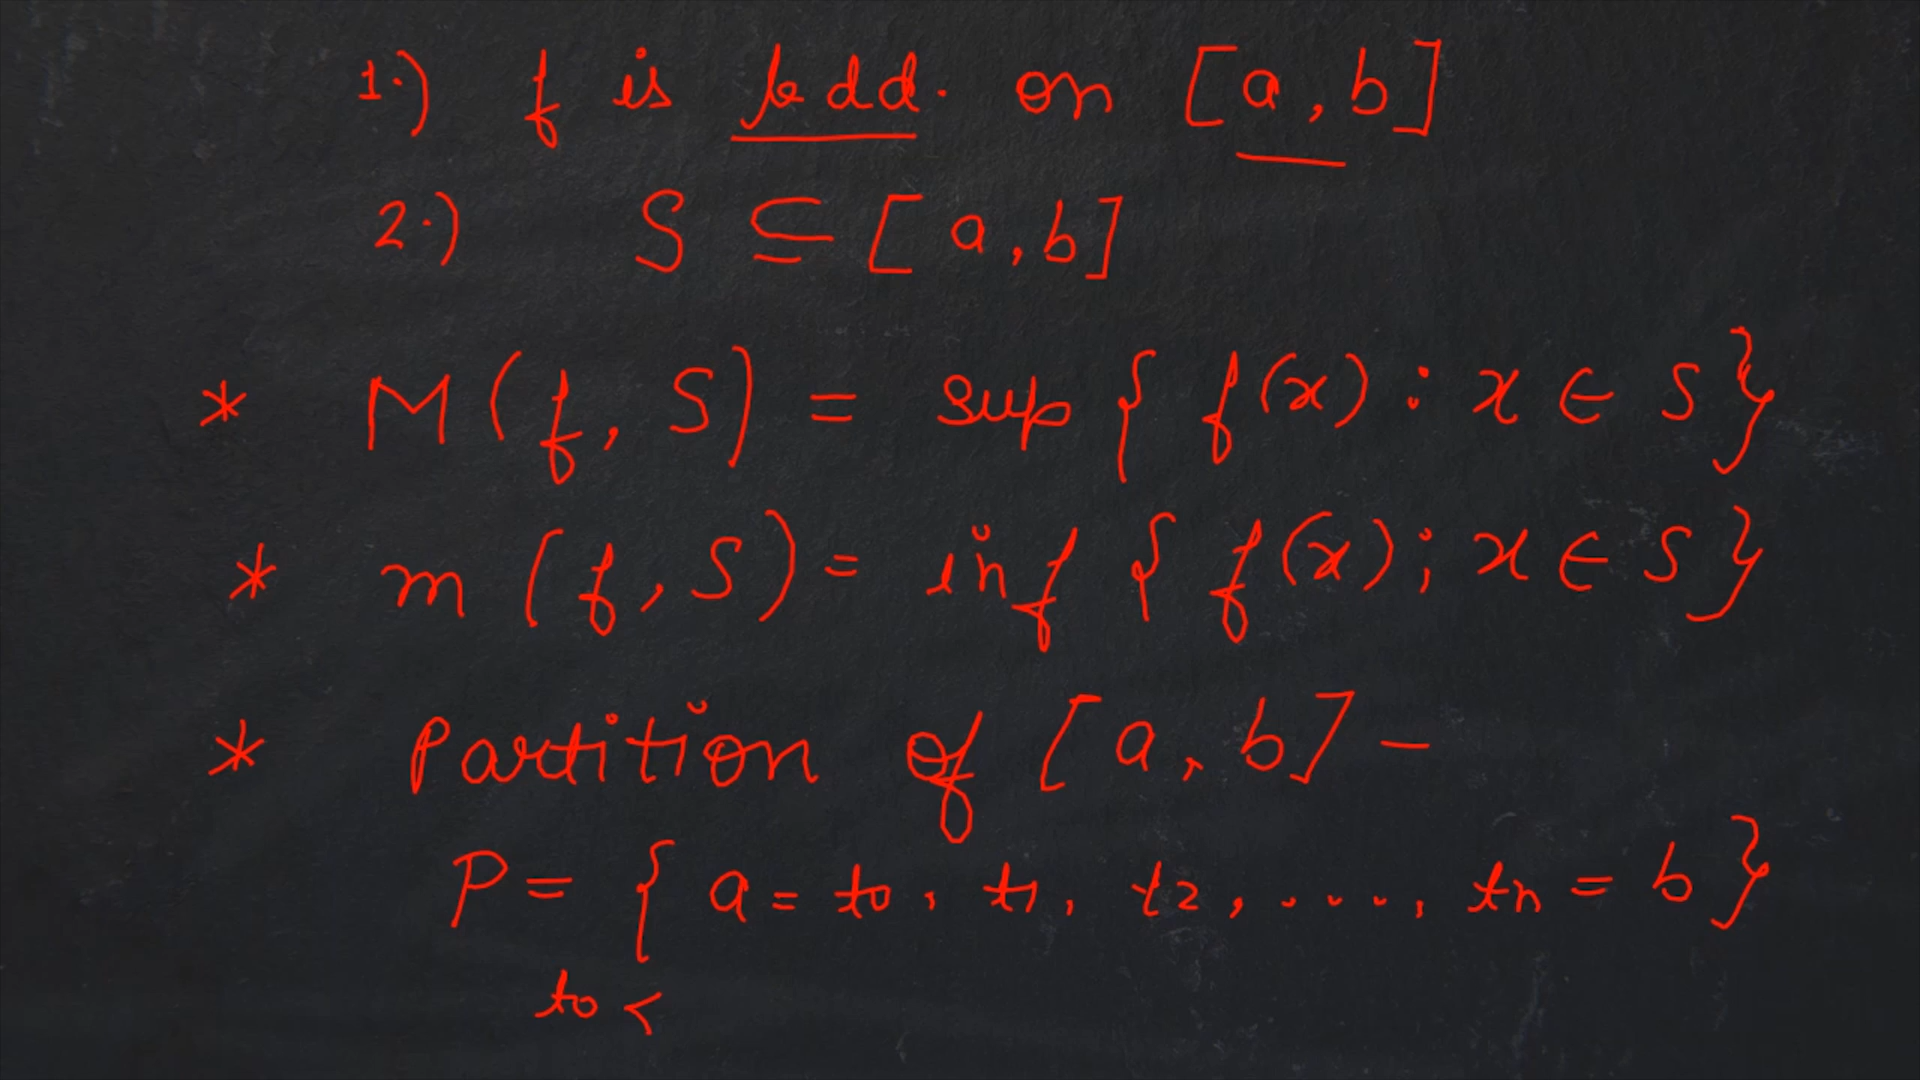 1.) f is bdd. on [a, b]
2.) S ⊆ [a, b]
* M(f, S) = sup { f(x) : x ∈ S }
* m (f, S) = inf { f(x) ; x ∈ S }
* Partition of [a, b] -
P = { a = t0, t1, t2, ...., tn = b }
t0 <